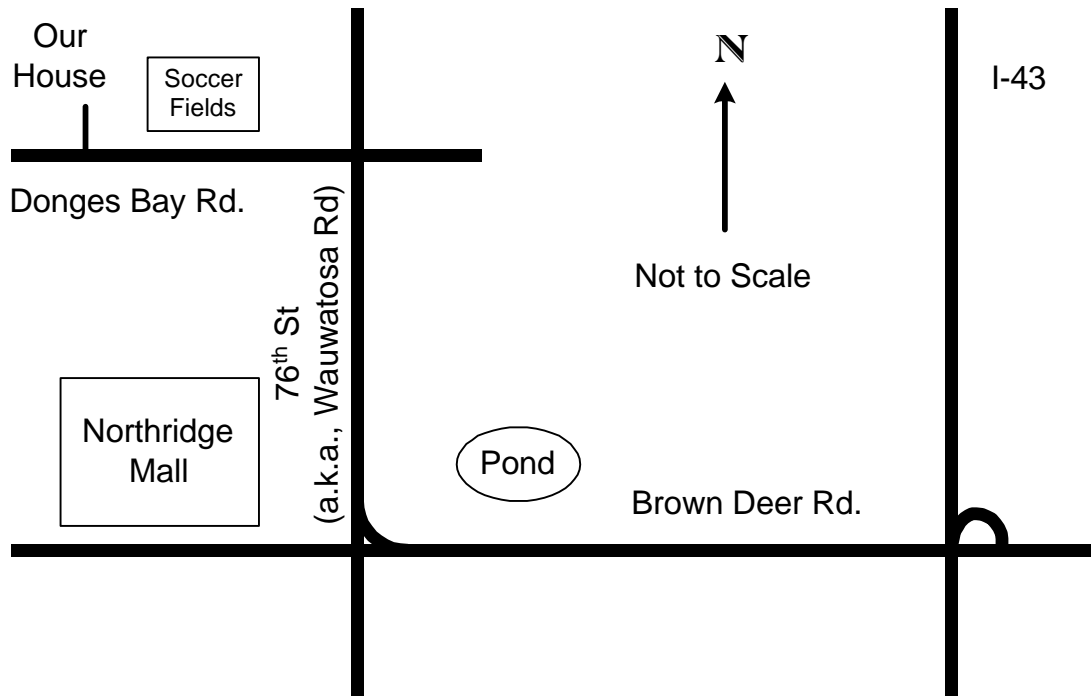 Our
House
Soccer
Fields
N
I-43
Donges Bay Rd.
Not to Scale
76th St
(a.k.a., Wauwatosa Rd)
Northridge
Mall
Pond
Brown Deer Rd.